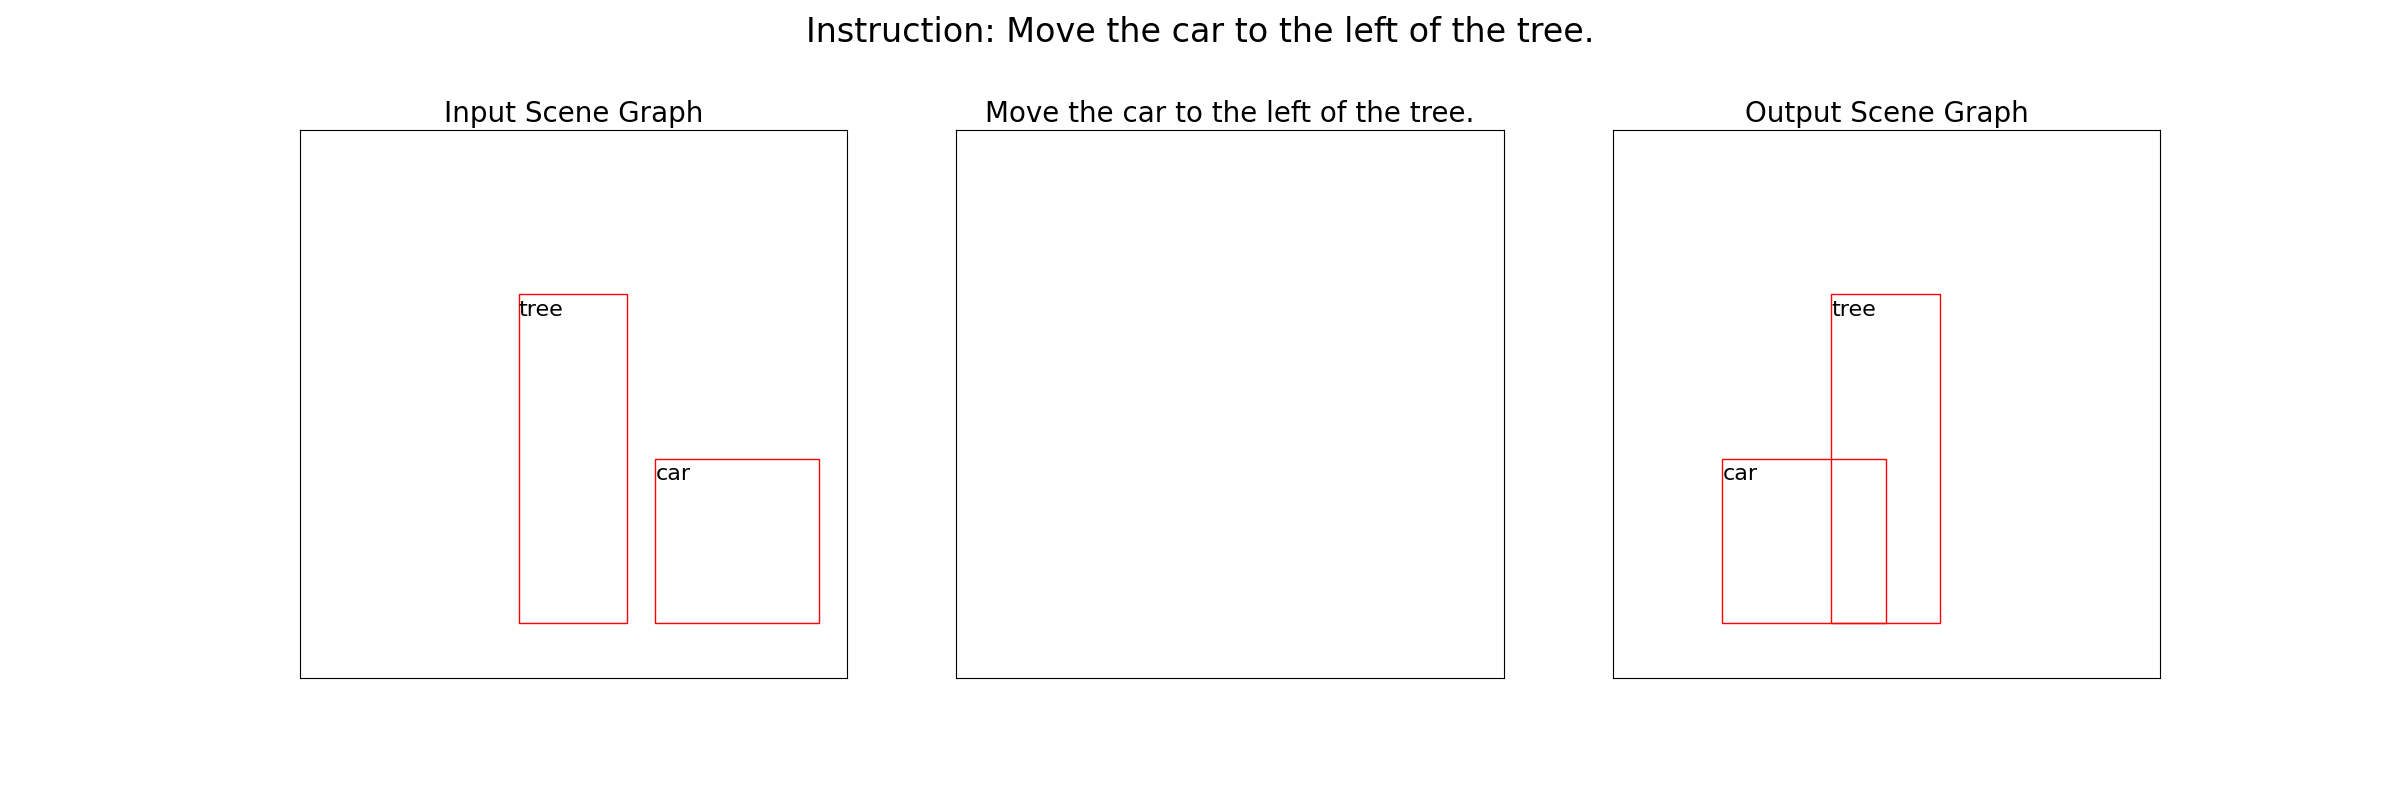 Instruction: Move the car to the left of the tree.
Input Scene Graph
Move the car to the left of the tree.
Output Scene Graph
tree
car
tree
car